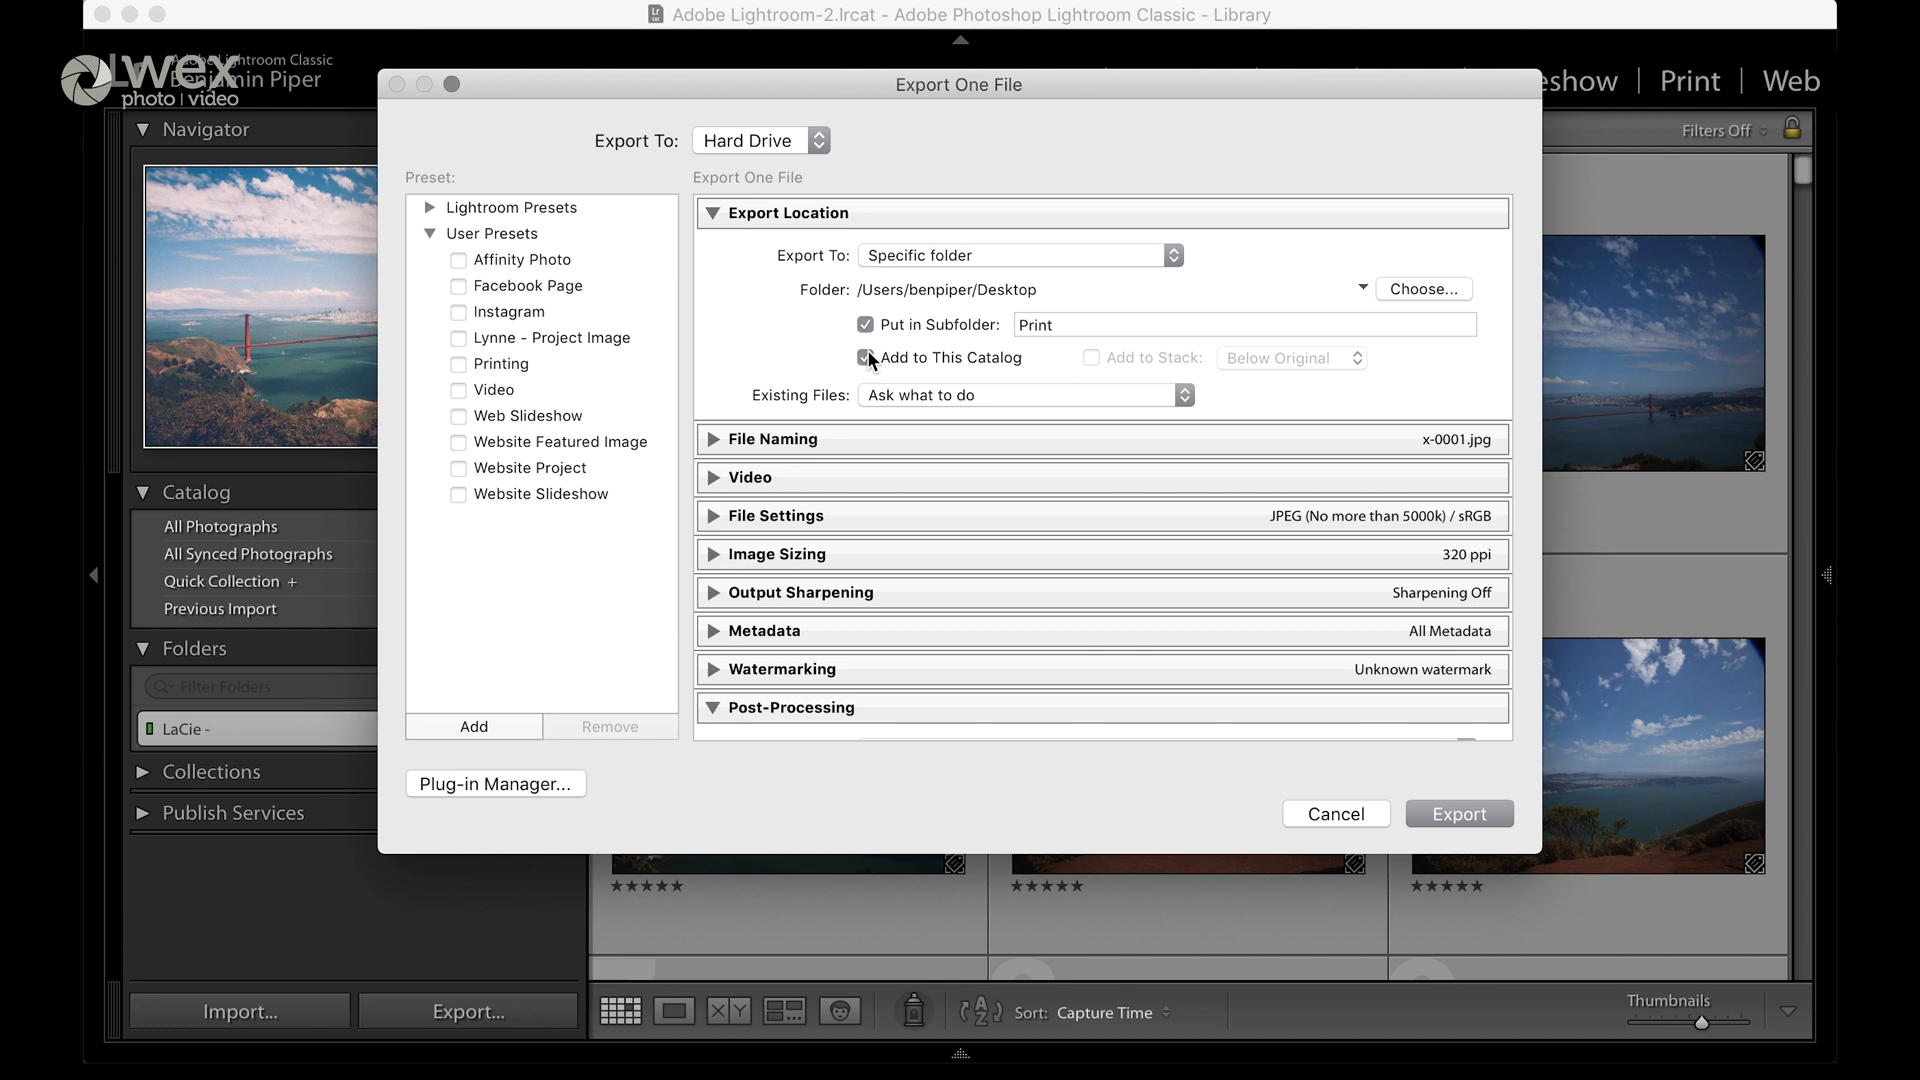 Adobe Lightroom-2.lrcat - Adobe Photoshop Lightroom Classic - Library
Lr
Adobe Lightroom Classic
Benjamin Piper
LWex
photo | video
eshow | Print | Web
Export One File
Filters Off
Navigator
Export To: Hard Drive
Preset:
Export One File
Lightroom Presets
User Presets
Affinity Photo
Facebook Page
Instagram
Lynne - Project Image
Printing
Video
Web Slideshow
Website Featured Image
Website Project
Website Slideshow
Add
Remove
Export Location
Export To: Specific folder
Folder: /Users/benpiper/Desktop
Choose...
Put in Subfolder: Print
Add to This Catalog
Add to Stack: Below Original
Existing Files: Ask what to do
File Naming x-0001.jpg
Video
File Settings JPEG (No more than 5000k) / sRGB
Image Sizing 320 ppi
Output Sharpening Sharpening Off
Metadata All Metadata
Watermarking Unknown watermark
Post-Processing
Plug-in Manager...
Cancel
Export
Catalog
All Photographs
All Synced Photographs
Quick Collection +
Previous Import
Folders
Filter Folders
LaCie -
Collections
Publish Services
Import...
Export...
X Y
Sort: Capture Time
Thumbnails